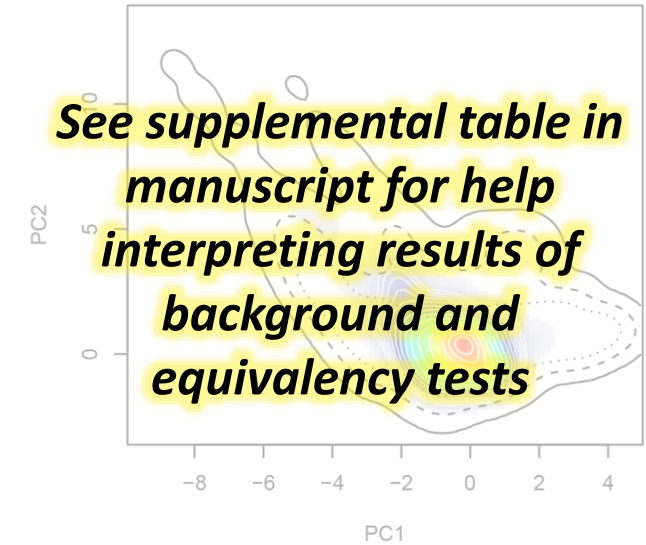 See supplemental table in
manuscript for help
interpreting results of
background and
equivalency tests
PC2
10
5
0
−8 −6 −4 −2 0 2 4
PC1